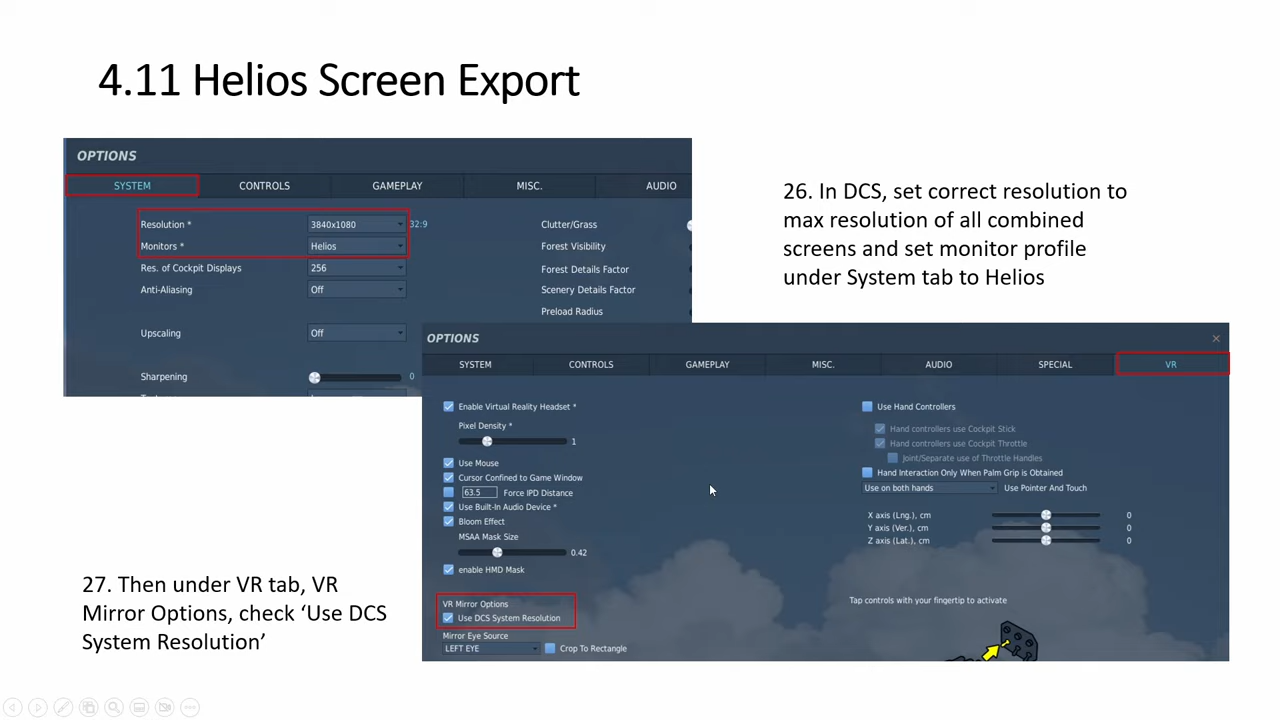 4.11 Helios Screen Export
OPTIONS
SYSTEM CONTROLS GAMEPLAY MISC. AUDIO
Resolution * 3840x1080 32:9
Monitors * Helios
Res. of Cockpit Displays 256
Anti-Aliasing Off
Upscaling Off
Sharpening 0
Clutter/Grass
Forest Visibility
Forest Details Factor
Scenery Details Factor
Preload Radius
26. In DCS, set correct resolution to
max resolution of all combined
screens and set monitor profile
under System tab to Helios
OPTIONS
SYSTEM CONTROLS GAMEPLAY MISC. AUDIO SPECIAL VR
Enable Virtual Reality Headset *
Pixel Density *
1
Use Mouse
Cursor Confined to Game Window
63.5 Force IPD Distance
Use Built-In Audio Device *
Bloom Effect
MSAA Mask Size
0.42
enable HMD Mask
VR Mirror Options
Use DCS System Resolution
Mirror Eye Source
LEFT EYE Crop To Rectangle
Use Hand Controllers
Hand controllers use Cockpit Stick
Hand controllers use Cockpit Throttle
Joint/Separate use of Throttle Handles
Hand Interaction Only When Palm Grip is Obtained
Use on both hands Use Pointer And Touch
X axis (Lng.), cm 0
Y axis (Ver.), cm 0
Z axis (Lat.), cm 0
Tap controls with your fingertip to activate
27. Then under VR tab, VR
Mirror Options, check ‘Use DCS
System Resolution’